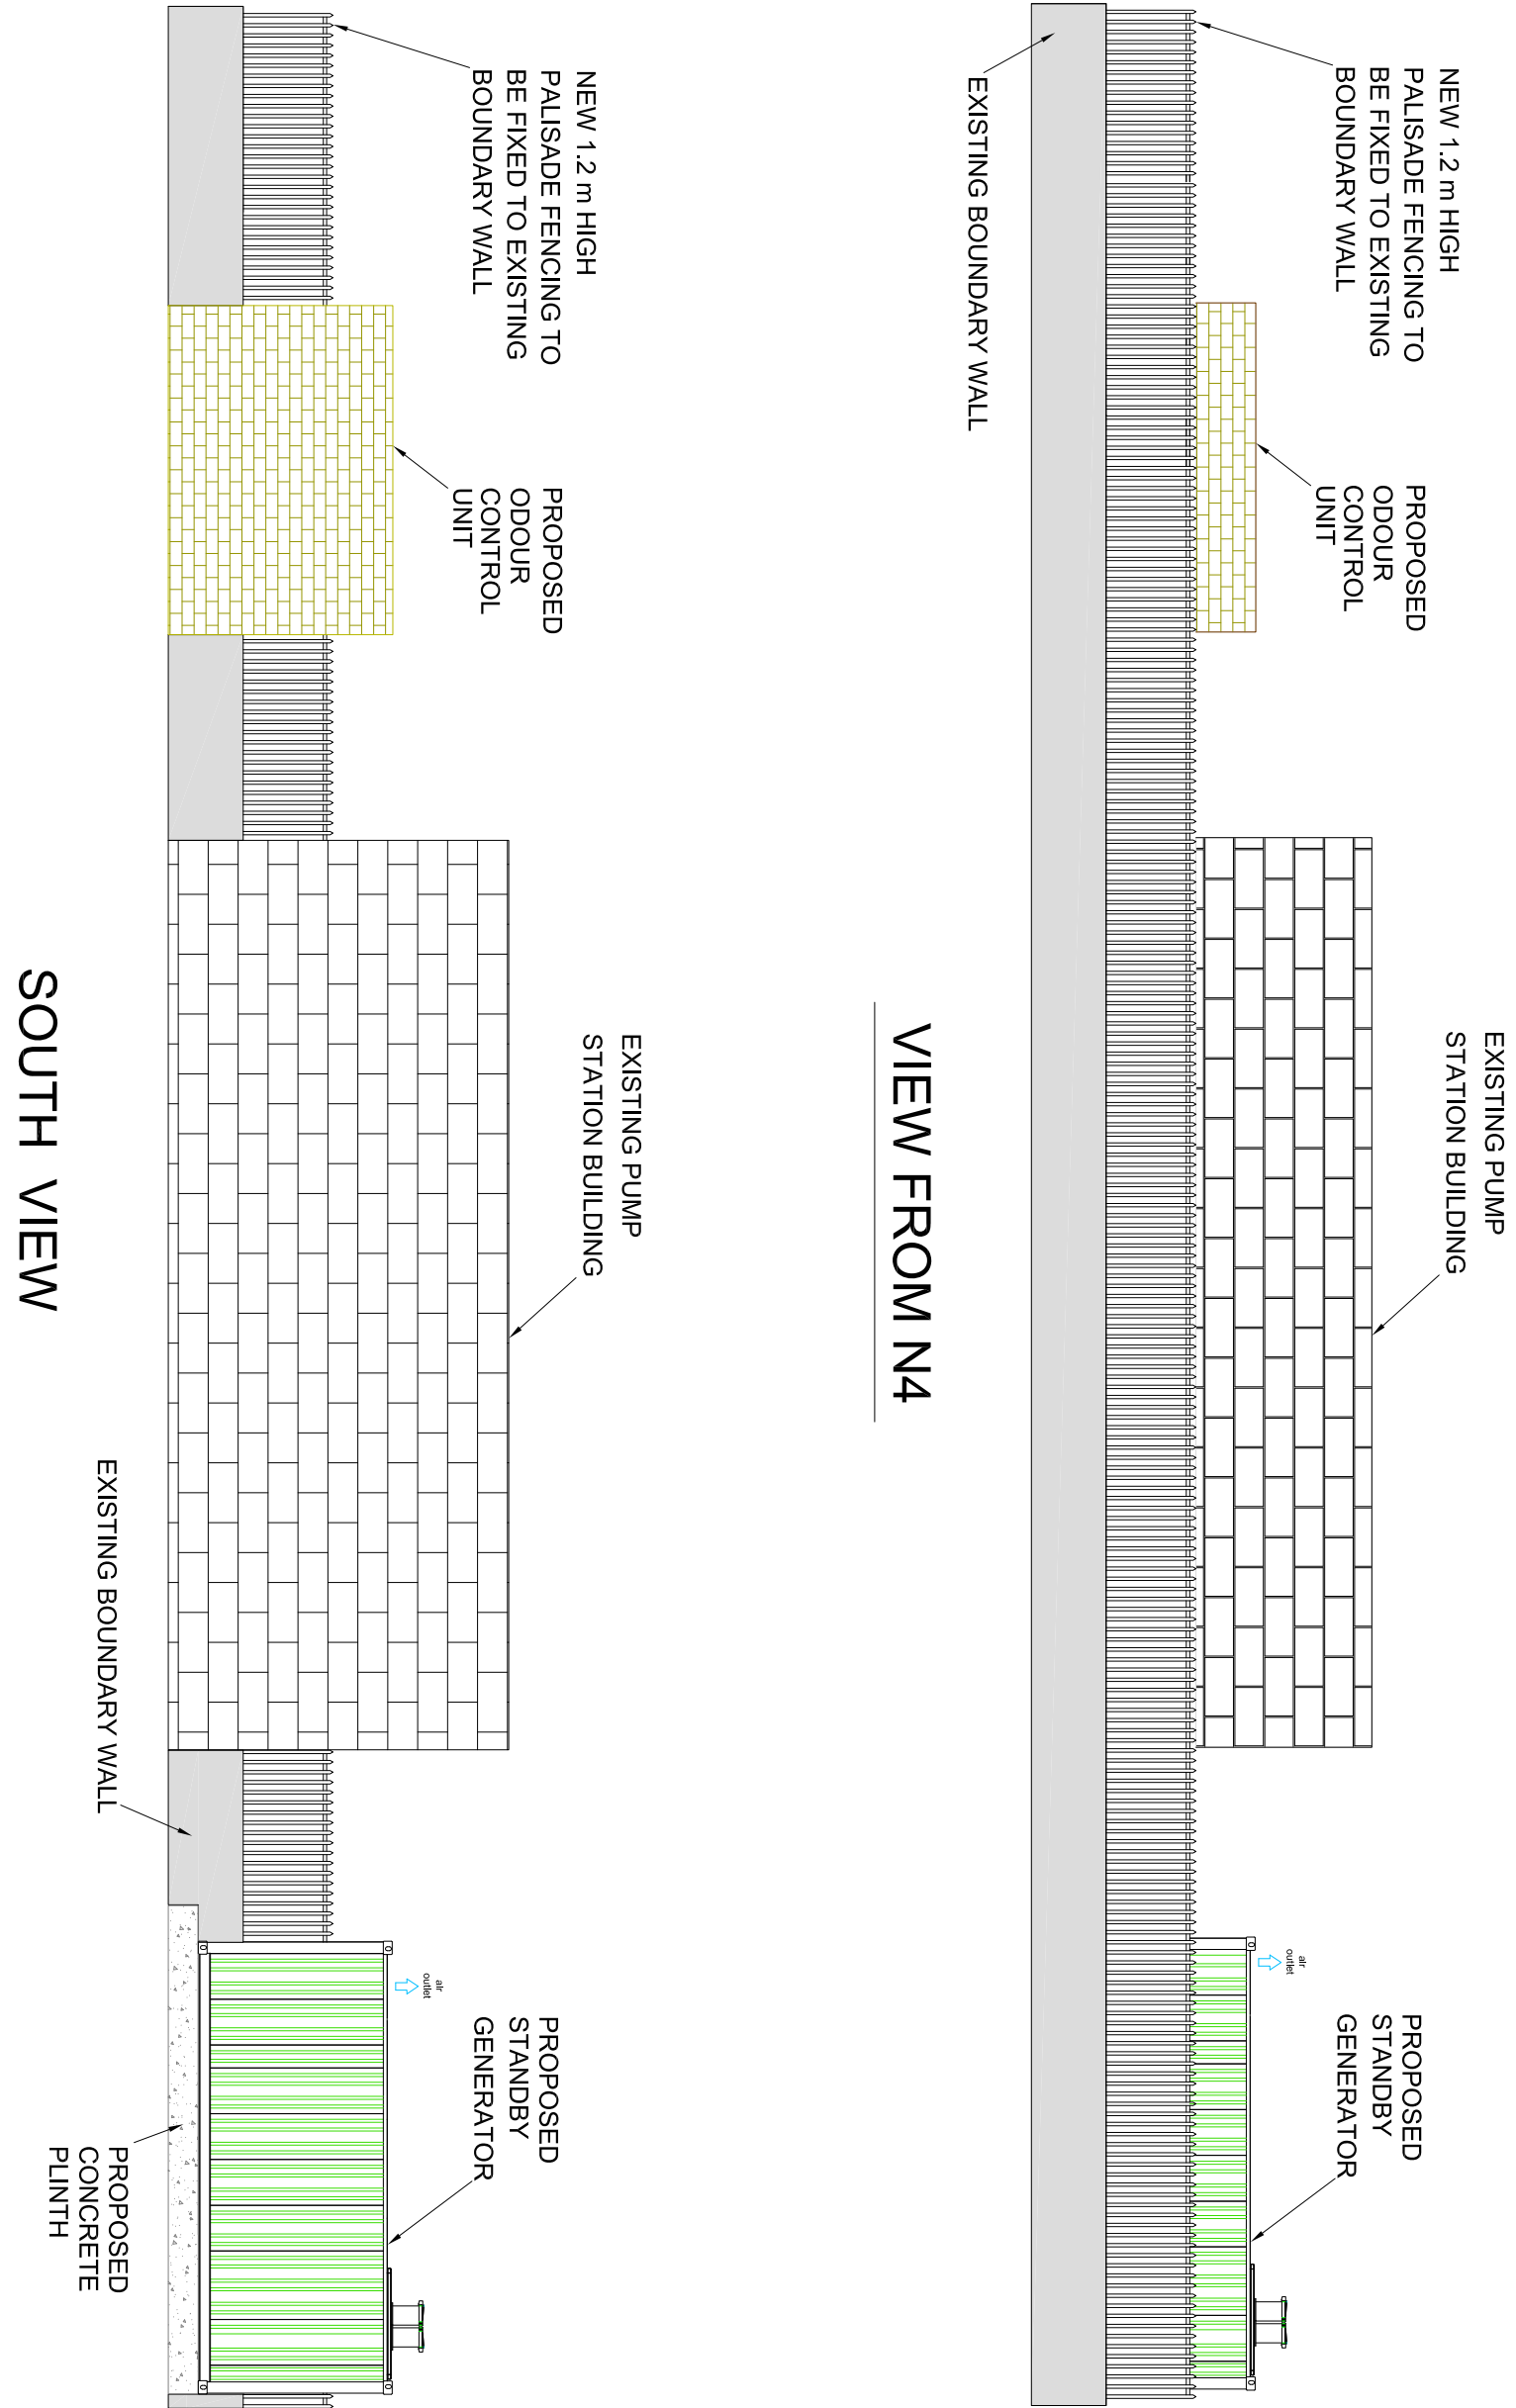 NEW 1.2 m HIGH
PALISADE FENCING TO
BE FIXED TO EXISTING
BOUNDARY WALL
PROPOSED
ODOUR
CONTROL
UNIT
EXISTING PUMP
STATION BUILDING
air
outlet
PROPOSED
STANDBY
GENERATOR
EXISTING BOUNDARY WALL
VIEW FROM N4
NEW 1.2 m HIGH
PALISADE FENCING TO
BE FIXED TO EXISTING
BOUNDARY WALL
PROPOSED
ODOUR
CONTROL
UNIT
EXISTING PUMP
STATION BUILDING
air
outlet
PROPOSED
STANDBY
GENERATOR
EXISTING BOUNDARY WALL
PROPOSED
CONCRETE
PLINTH
SOUTH VIEW